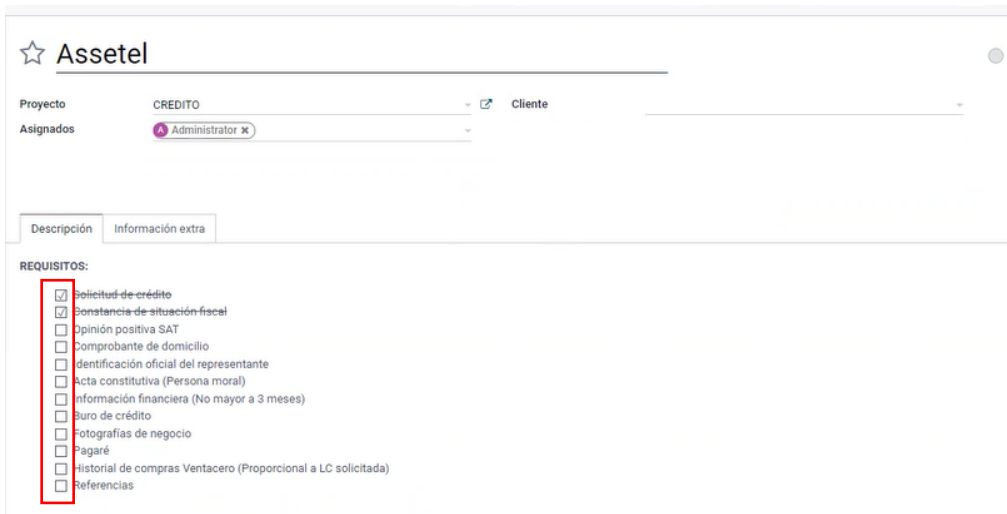 Assetel
Proyecto CREDITO Cliente
Asignados A Administrator ×
Descripción Información extra
REQUISITOS:
Solicitud de crédito
Constancia de situación fiscal
Opinión positiva SAT
Comprobante de domicilio
Identificación oficial del representante
Acta constitutiva (Persona moral)
Información financiera (No mayor a 3 meses)
Buro de crédito
Fotografías de negocio
Pagaré
Historial de compras Ventacero (Proporcional a LC solicitada)
Referencias